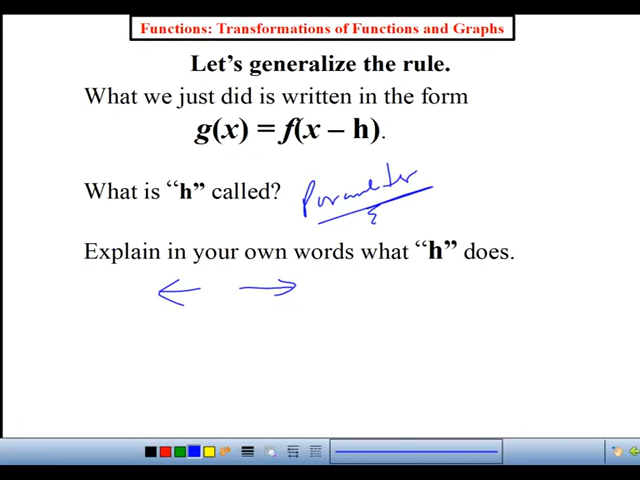 Functions: Transformations of Functions and Graphs
Let's generalize the rule.
What we just did is written in the form
g(x) = f(x – h).
What is "h" called? Parameter
Explain in your own words what "h" does.